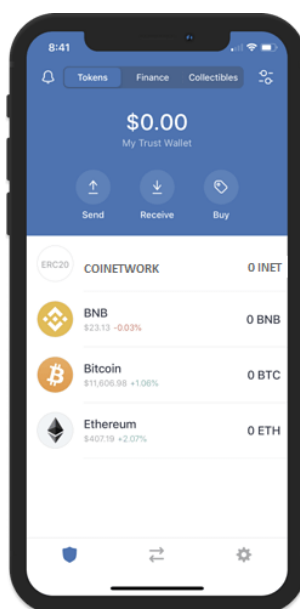 8:41
Tokens Finance Collectibles
$0.00
My Trust Wallet
Send Receive Buy
ERC20 COINETWORK 0 INET
BNB
$23.13 -0.03%
0 BNB
Bitcoin
$11,606.98 +1.06%
0 BTC
Ethereum
$407.19 +2.07%
0 ETH